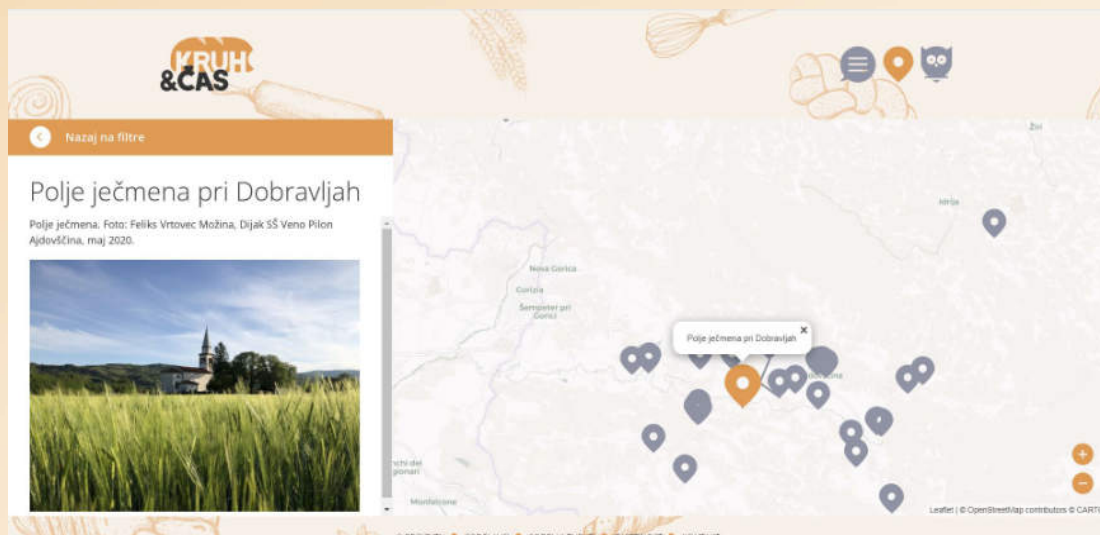 KRUH
&ČAS
Nazaj na filtre
Polje ječmena pri Dobravljah
Polje ječmena. Foto: Feliks Vrtovec Možina, Dijak SŠ Veno Pilon
Ajdovščina, maj 2020.
Žiri
Idrija
Nova Gorica
Gorizia
Šempeter pri
Gorici
Polje ječmena pri Dobravljah
×
Monfalcone
+
−
Leaflet | © OpenStreetMap contributors © CARTO